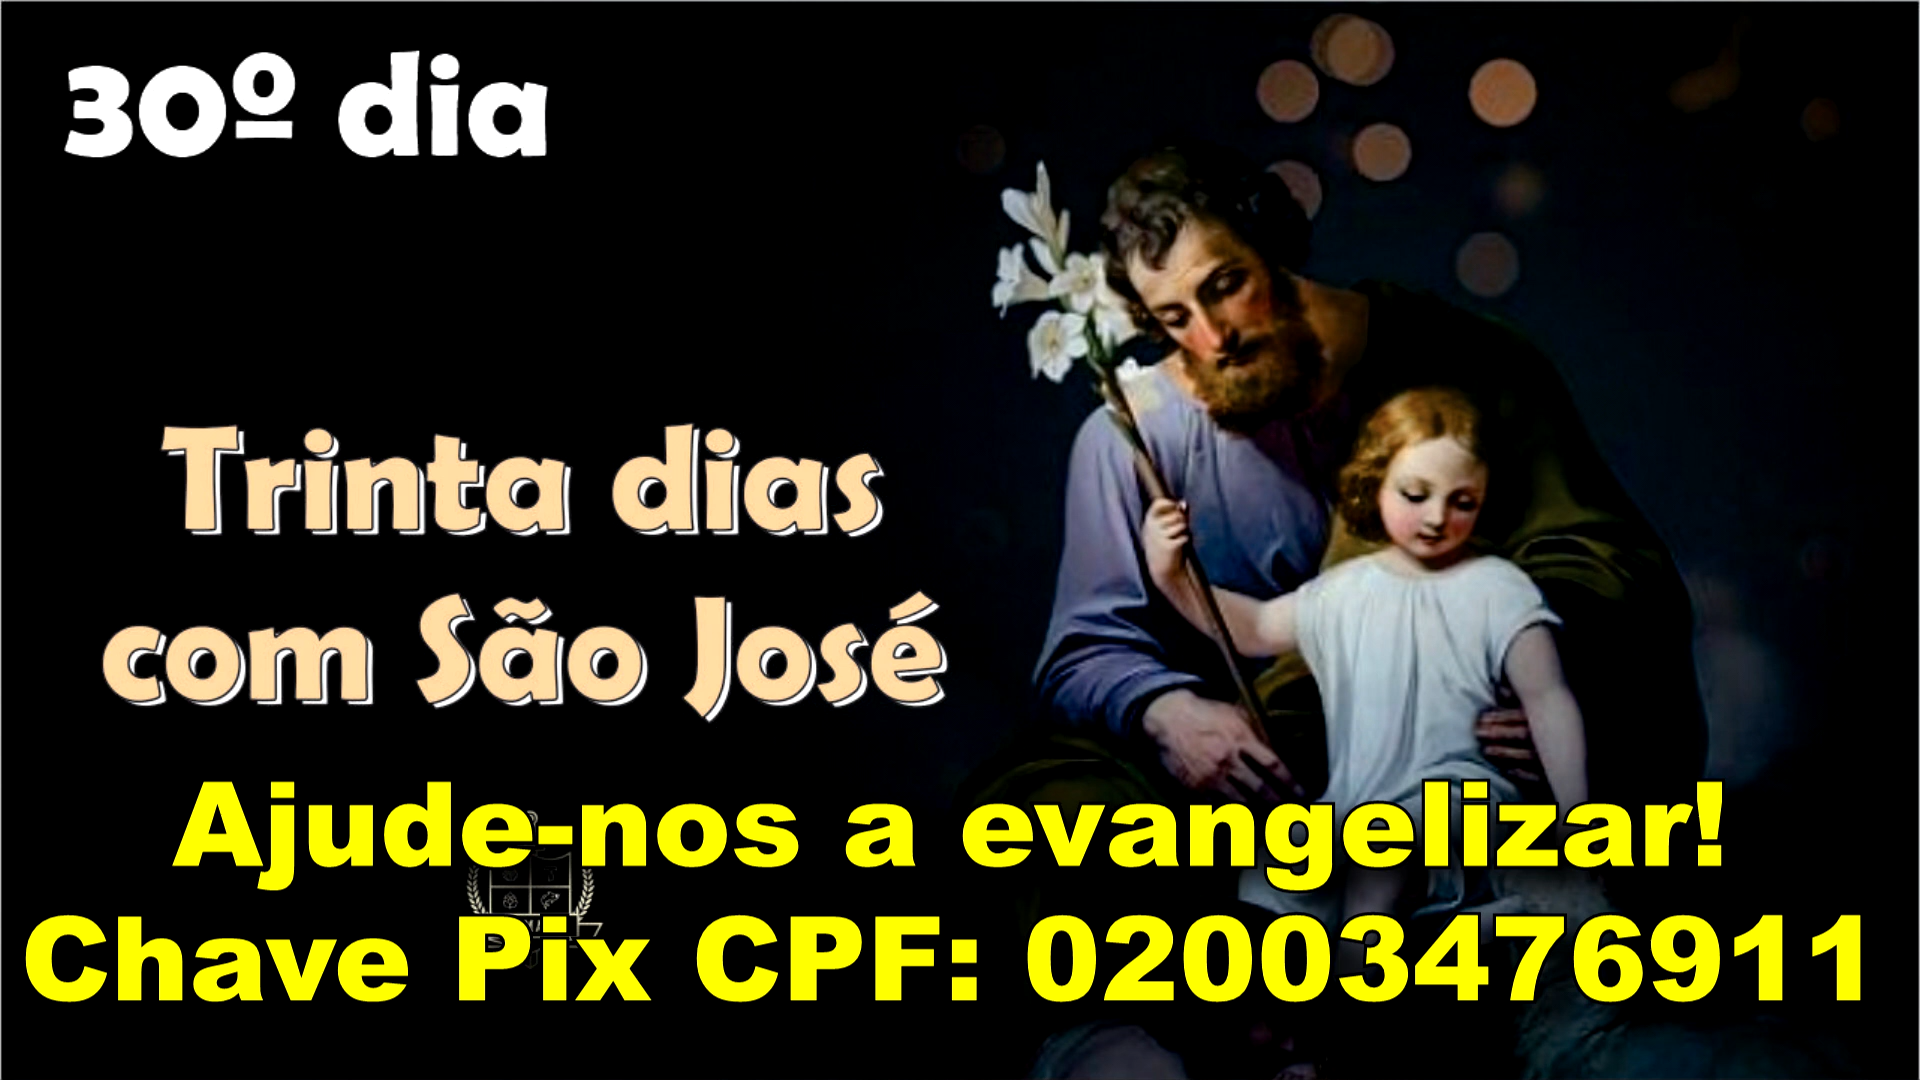 30º dia
Trinta dias
com São José
Ajude-nos a evangelizar!
Chave Pix CPF: 02003476911